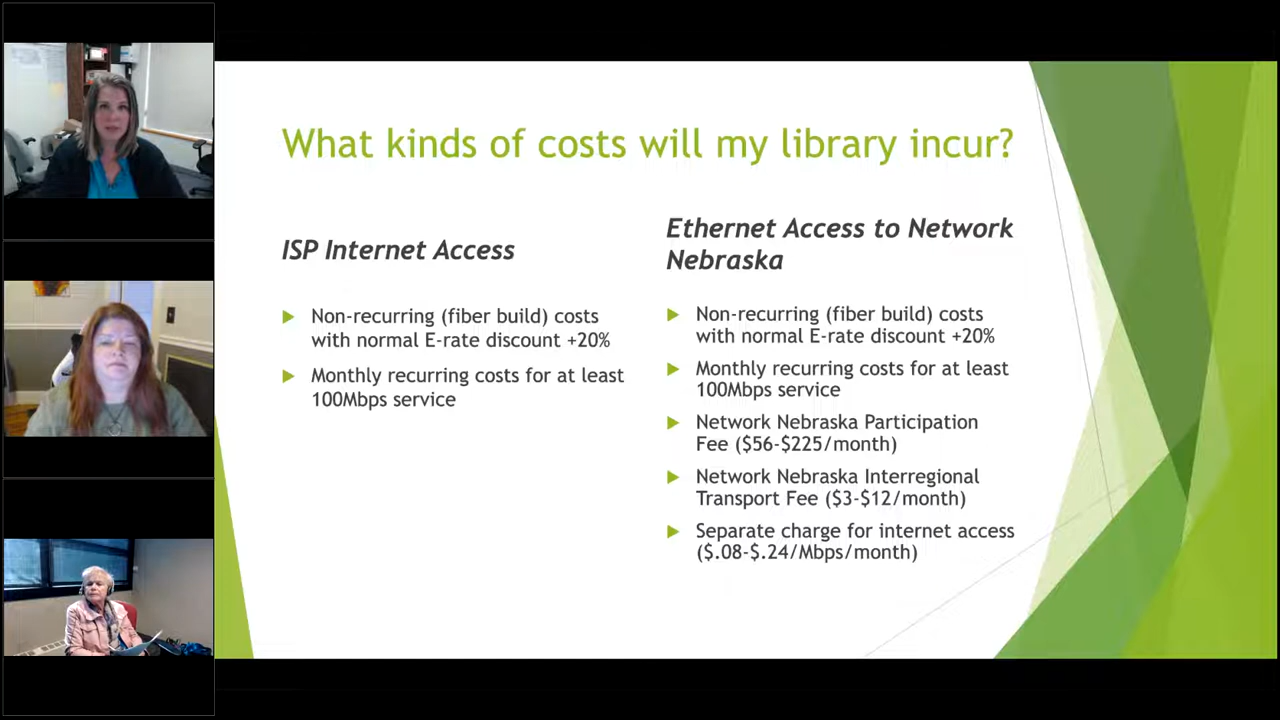 What kinds of costs will my library incur?
ISP Internet Access
Non-recurring (fiber build) costs
with normal E-rate discount +20%
Monthly recurring costs for at least
100Mbps service
Ethernet Access to Network
Nebraska
Non-recurring (fiber build) costs
with normal E-rate discount +20%
Monthly recurring costs for at least
100Mbps service
Network Nebraska Participation
Fee ($56-$225/month)
Network Nebraska Interregional
Transport Fee ($3-$12/month)
Separate charge for internet access
($.08-$.24/Mbps/month)